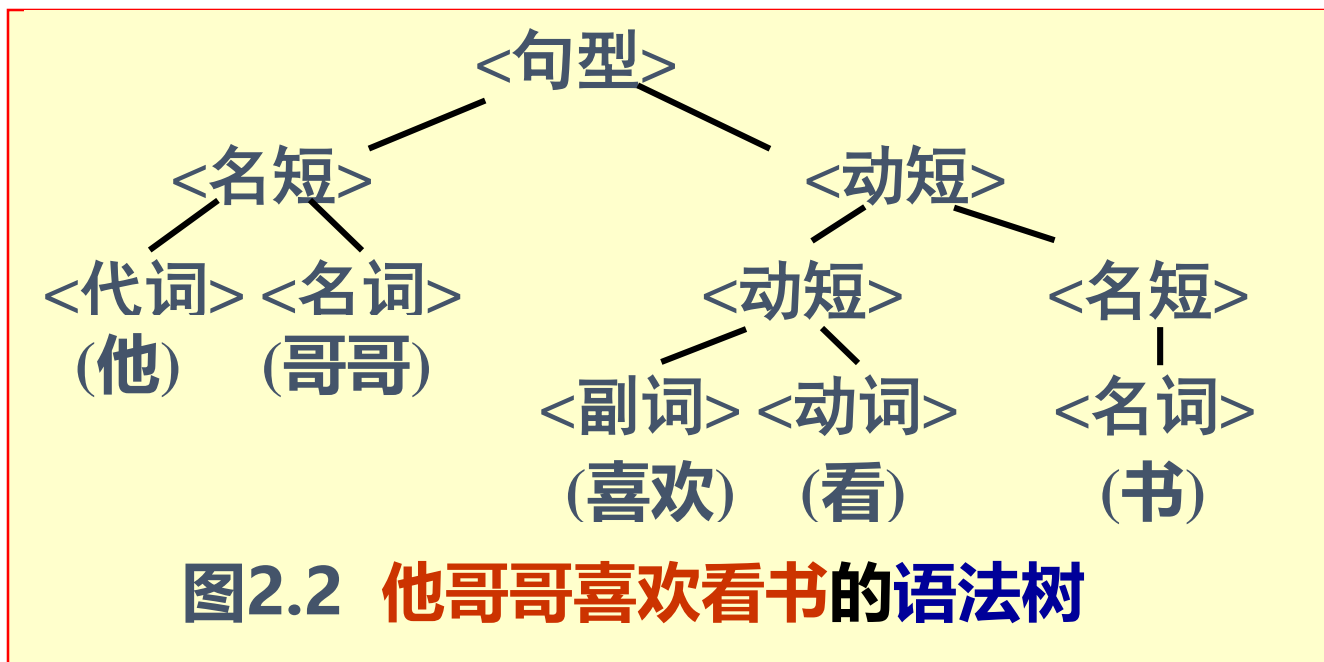 <句型>
<名短> <动短>
<代词> <名词> <动短> <名短>
(他) (哥哥)
<副词> <动词> <名词>
(喜欢) (看) (书)
图2.2 他哥哥喜欢看书的语法树